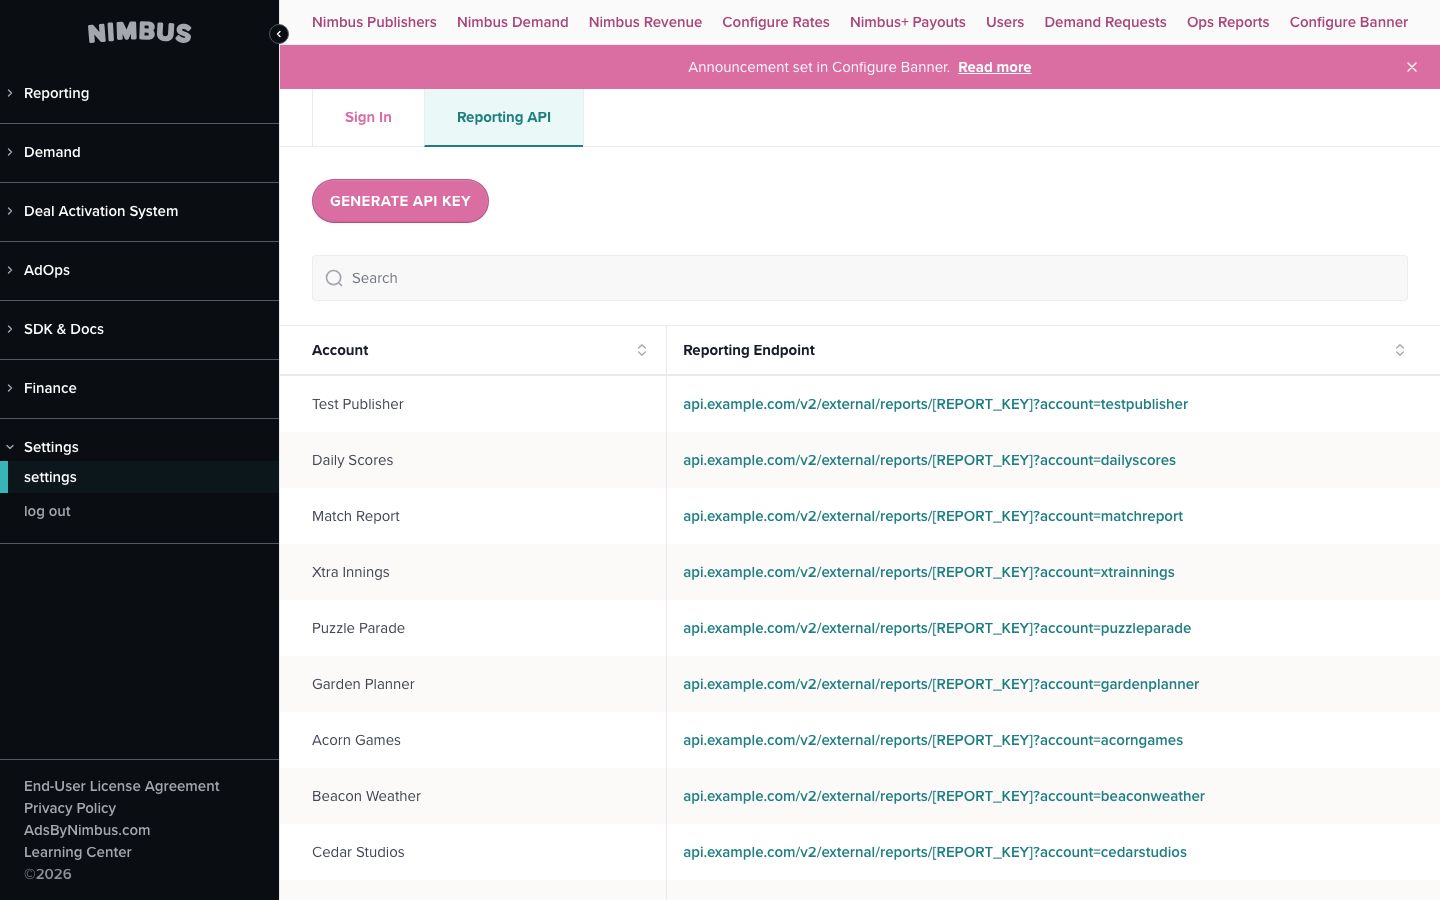 NIMBUS
Reporting
Demand
Deal Activation System
AdOps
SDK & Docs
Finance
Settings
settings
log out
End-User License Agreement
Privacy Policy
AdsByNimbus.com
Learning Center
©2026
Nimbus Publishers Nimbus Demand Nimbus Revenue Configure Rates Nimbus+ Payouts Users Demand Requests Ops Reports Configure Banner
Announcement set in Configure Banner. Read more
Sign In Reporting API
GENERATE API KEY
Search
Account Reporting Endpoint
Test Publisher api.example.com/v2/external/reports/[REPORT_KEY]?account=testpublisher
Daily Scores api.example.com/v2/external/reports/[REPORT_KEY]?account=dailyscores
Match Report api.example.com/v2/external/reports/[REPORT_KEY]?account=matchreport
Xtra Innings api.example.com/v2/external/reports/[REPORT_KEY]?account=xtrainnings
Puzzle Parade api.example.com/v2/external/reports/[REPORT_KEY]?account=puzzleparade
Garden Planner api.example.com/v2/external/reports/[REPORT_KEY]?account=gardenplanner
Acorn Games api.example.com/v2/external/reports/[REPORT_KEY]?account=acorngames
Beacon Weather api.example.com/v2/external/reports/[REPORT_KEY]?account=beaconweather
Cedar Studios api.example.com/v2/external/reports/[REPORT_KEY]?account=cedarstudios